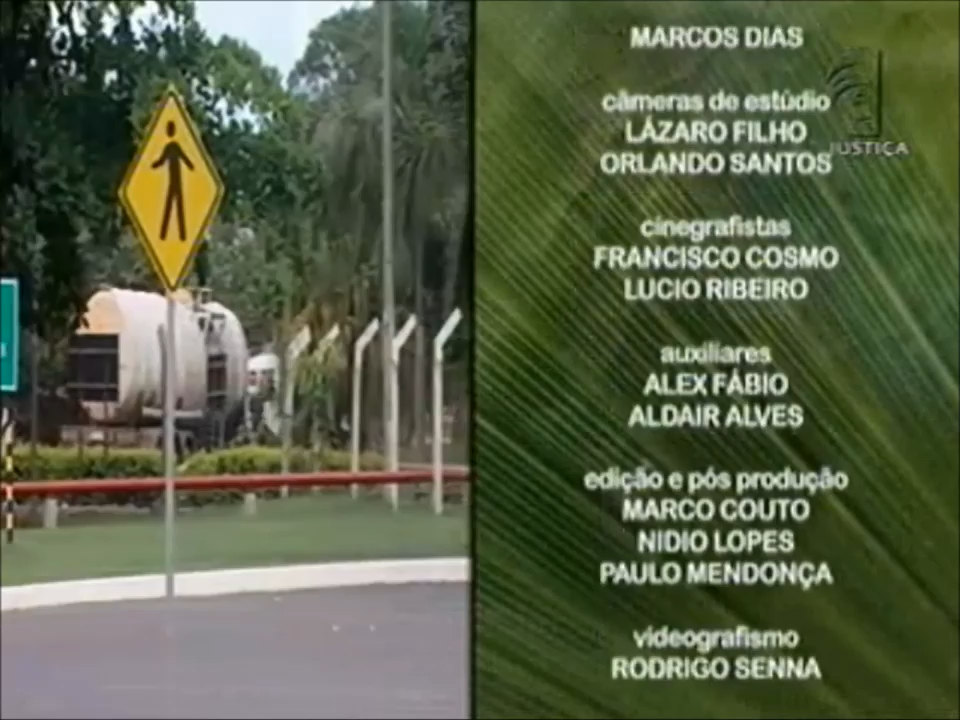 MARCOS DIAS
câmeras de estúdio
LÁZARO FILHO
ORLANDO SANTOS
JUSTIÇA
cinegrafistas
FRANCISCO COSMO
LUCIO RIBEIRO
auxiliares
ALEX FÁBIO
ALDAIR ALVES
edição e pós produção
MARCO COUTO
NIDIO LOPES
PAULO MENDONÇA
videografismo
RODRIGO SENNA